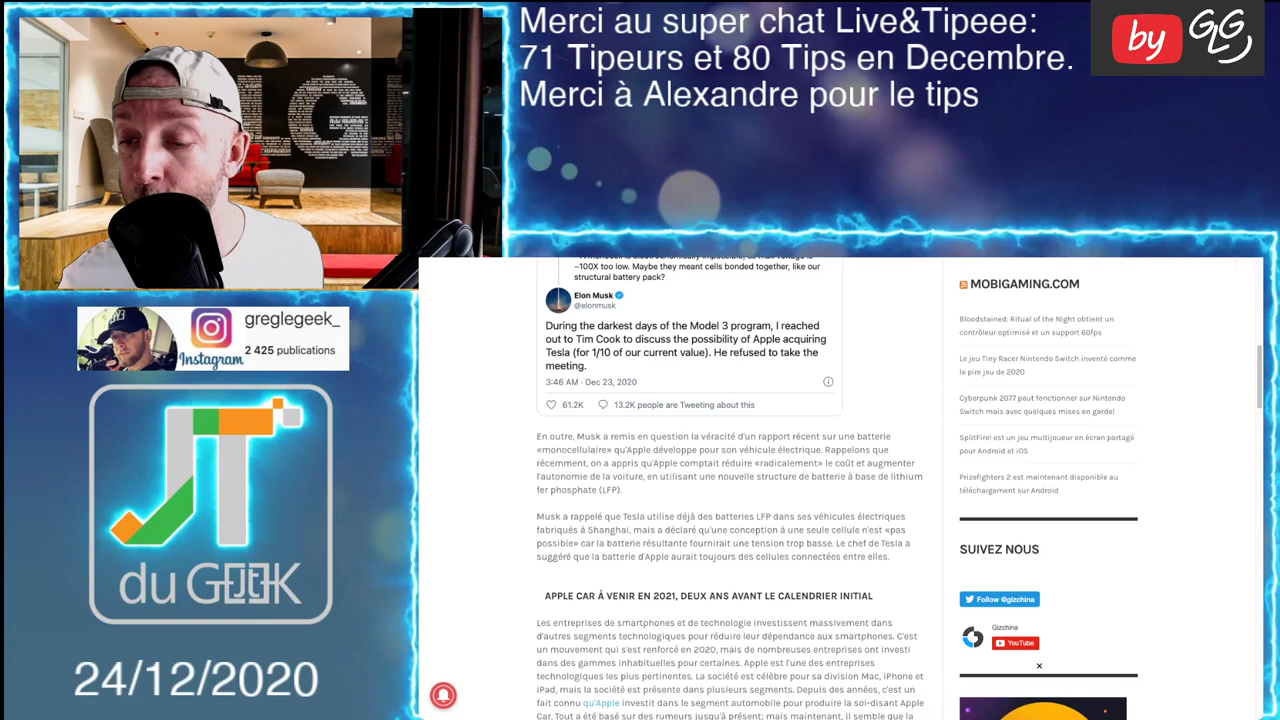 Merci au super chat Live&Tipeee:
71 Tipeurs et 80 Tips en Decembre.
Merci à Alexandre pour le tips
by GLG
greglegeek_
2 425 publications
Instagram
JT
du GEEK
24/12/2020
~100X too low. Maybe they meant cells bonded together, like our
structural battery pack?
Elon Musk
@elonmusk
During the darkest days of the Model 3 program, I reached
out to Tim Cook to discuss the possibility of Apple acquiring
Tesla (for 1/10 of our current value). He refused to take the
meeting.
3:46 AM · Dec 23, 2020
61.2K 13.2K people are Tweeting about this
En outre, Musk a remis en question la véracité d'un rapport récent sur une batterie
«monocellulaire» qu'Apple développe pour son véhicule électrique. Rappelons que
récemment, on a appris qu'Apple comptait réduire «radicalement» le coût et augmenter
l'autonomie de la voiture, en utilisant une nouvelle structure de batterie à base de lithium
fer phosphate (LFP).
Musk a rappelé que Tesla utilise déjà des batteries LFP dans ses véhicules électriques
fabriqués à Shanghai, mais a déclaré qu'une conception à une seule cellule n'est «pas
possible» car la batterie résultante fournirait une tension trop basse. Le chef de Tesla a
suggéré que la batterie d'Apple aurait toujours des cellules connectées entre elles.
APPLE CAR À VENIR EN 2021, DEUX ANS AVANT LE CALENDRIER INITIAL
Les entreprises de smartphones et de technologie investissent massivement dans
d'autres segments technologiques pour réduire leur dépendance aux smartphones. C'est
un mouvement qui s'est renforcé en 2020, mais de nombreuses entreprises ont investi
dans des gammes inhabituelles pour certaines. Apple est l'une des entreprises
technologiques les plus pertinentes. La société est célèbre pour sa division Mac, iPhone et
iPad, mais la société est présente dans plusieurs segments. Depuis des années, c'est un
fait connu qu'Apple investit dans le segment automobile pour produire la soi-disant Apple
Car. Tout a été basé sur des rumeurs jusqu'à présent; mais maintenant, il semble que la
MOBIGAMING.COM
Bloodstained: Ritual of the Night obtient un
contrôleur optimisé et un support 60fps
Le jeu Tiny Racer Nintendo Switch inventé comme
le pire jeu de 2020
Cyberpunk 2077 peut fonctionner sur Nintendo
Switch mais avec quelques mises en garde!
SplitFire! est un jeu multijoueur en écran partagé
pour Android et iOS
Prizefighters 2 est maintenant disponible au
téléchargement sur Android
SUIVEZ NOUS
Follow @gizchina
Gizchina
YouTube